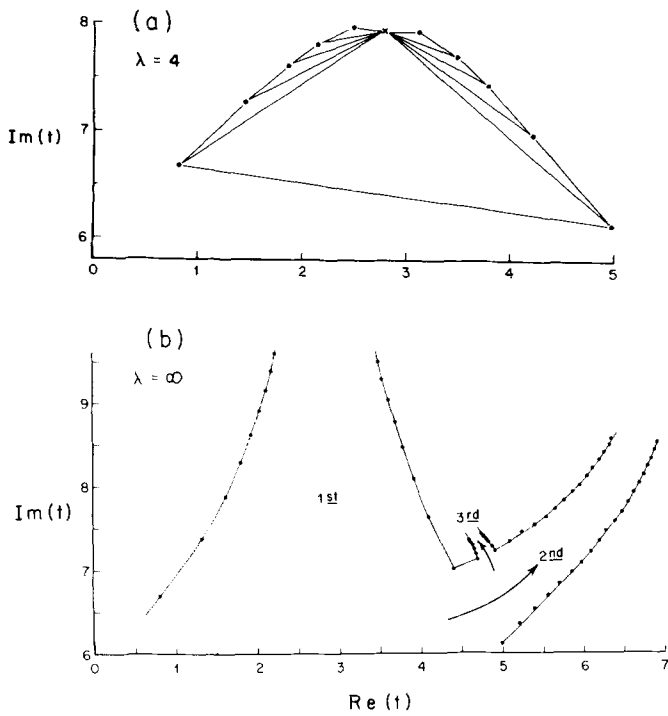 (a)
λ = 4
Im(t)
8
7
6
0 1 2 3 4 5
(b)
λ = ∞
Im(t)
9
8
7
6
1st
3rd
2nd
0 1 2 3 4 5 6 7
Re(t)